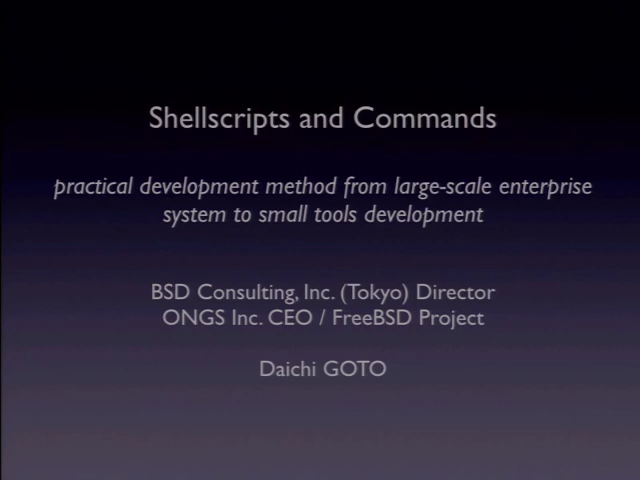 Shellscripts and Commands
practical development method from large-scale enterprise
system to small tools development
BSD Consulting, Inc. (Tokyo) Director
ONGS Inc. CEO / FreeBSD Project
Daichi GOTO